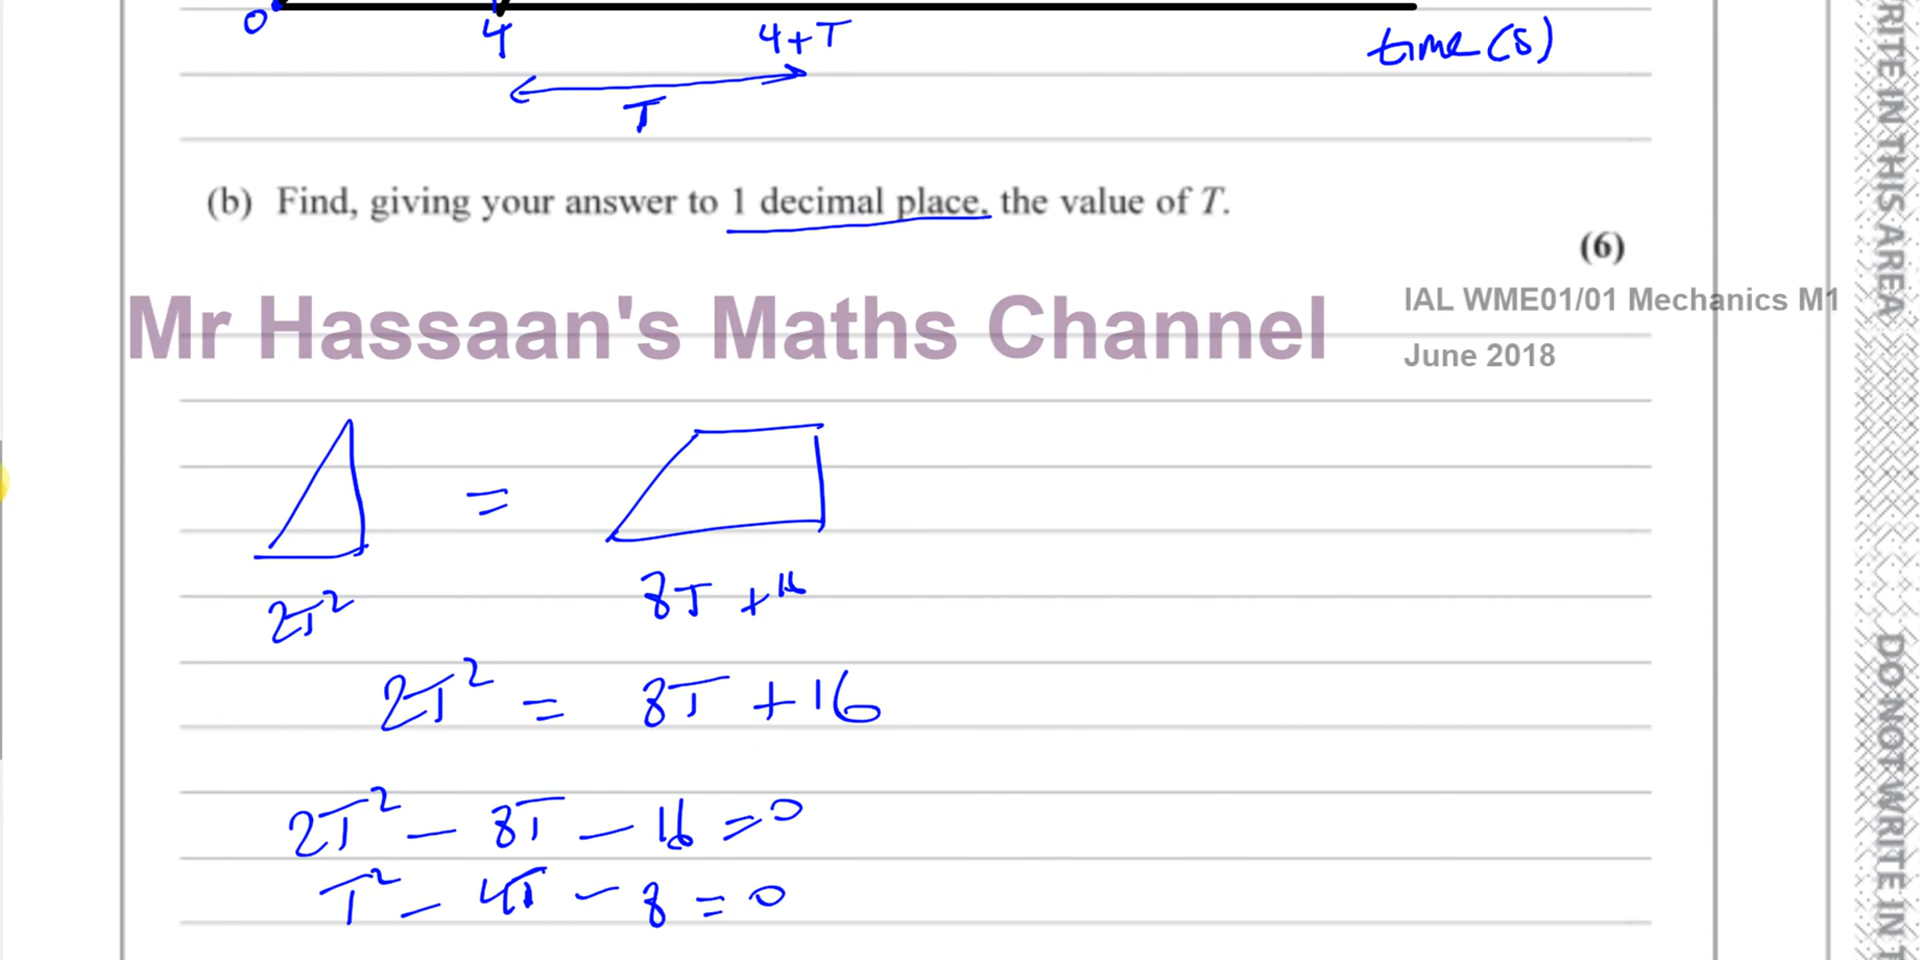 0 4 4+T time (s)
T
(b) Find, giving your answer to 1 decimal place, the value of T.
(6)
Mr Hassaan's Maths Channel
IAL WME01/01 Mechanics M1
June 2018
=
2T² 8T + 16
2T² = 8T + 16
2T² - 8T - 16 = 0
T² - 4T - 8 = 0
RITE IN THIS AREA
DO NOT WRITE IN T